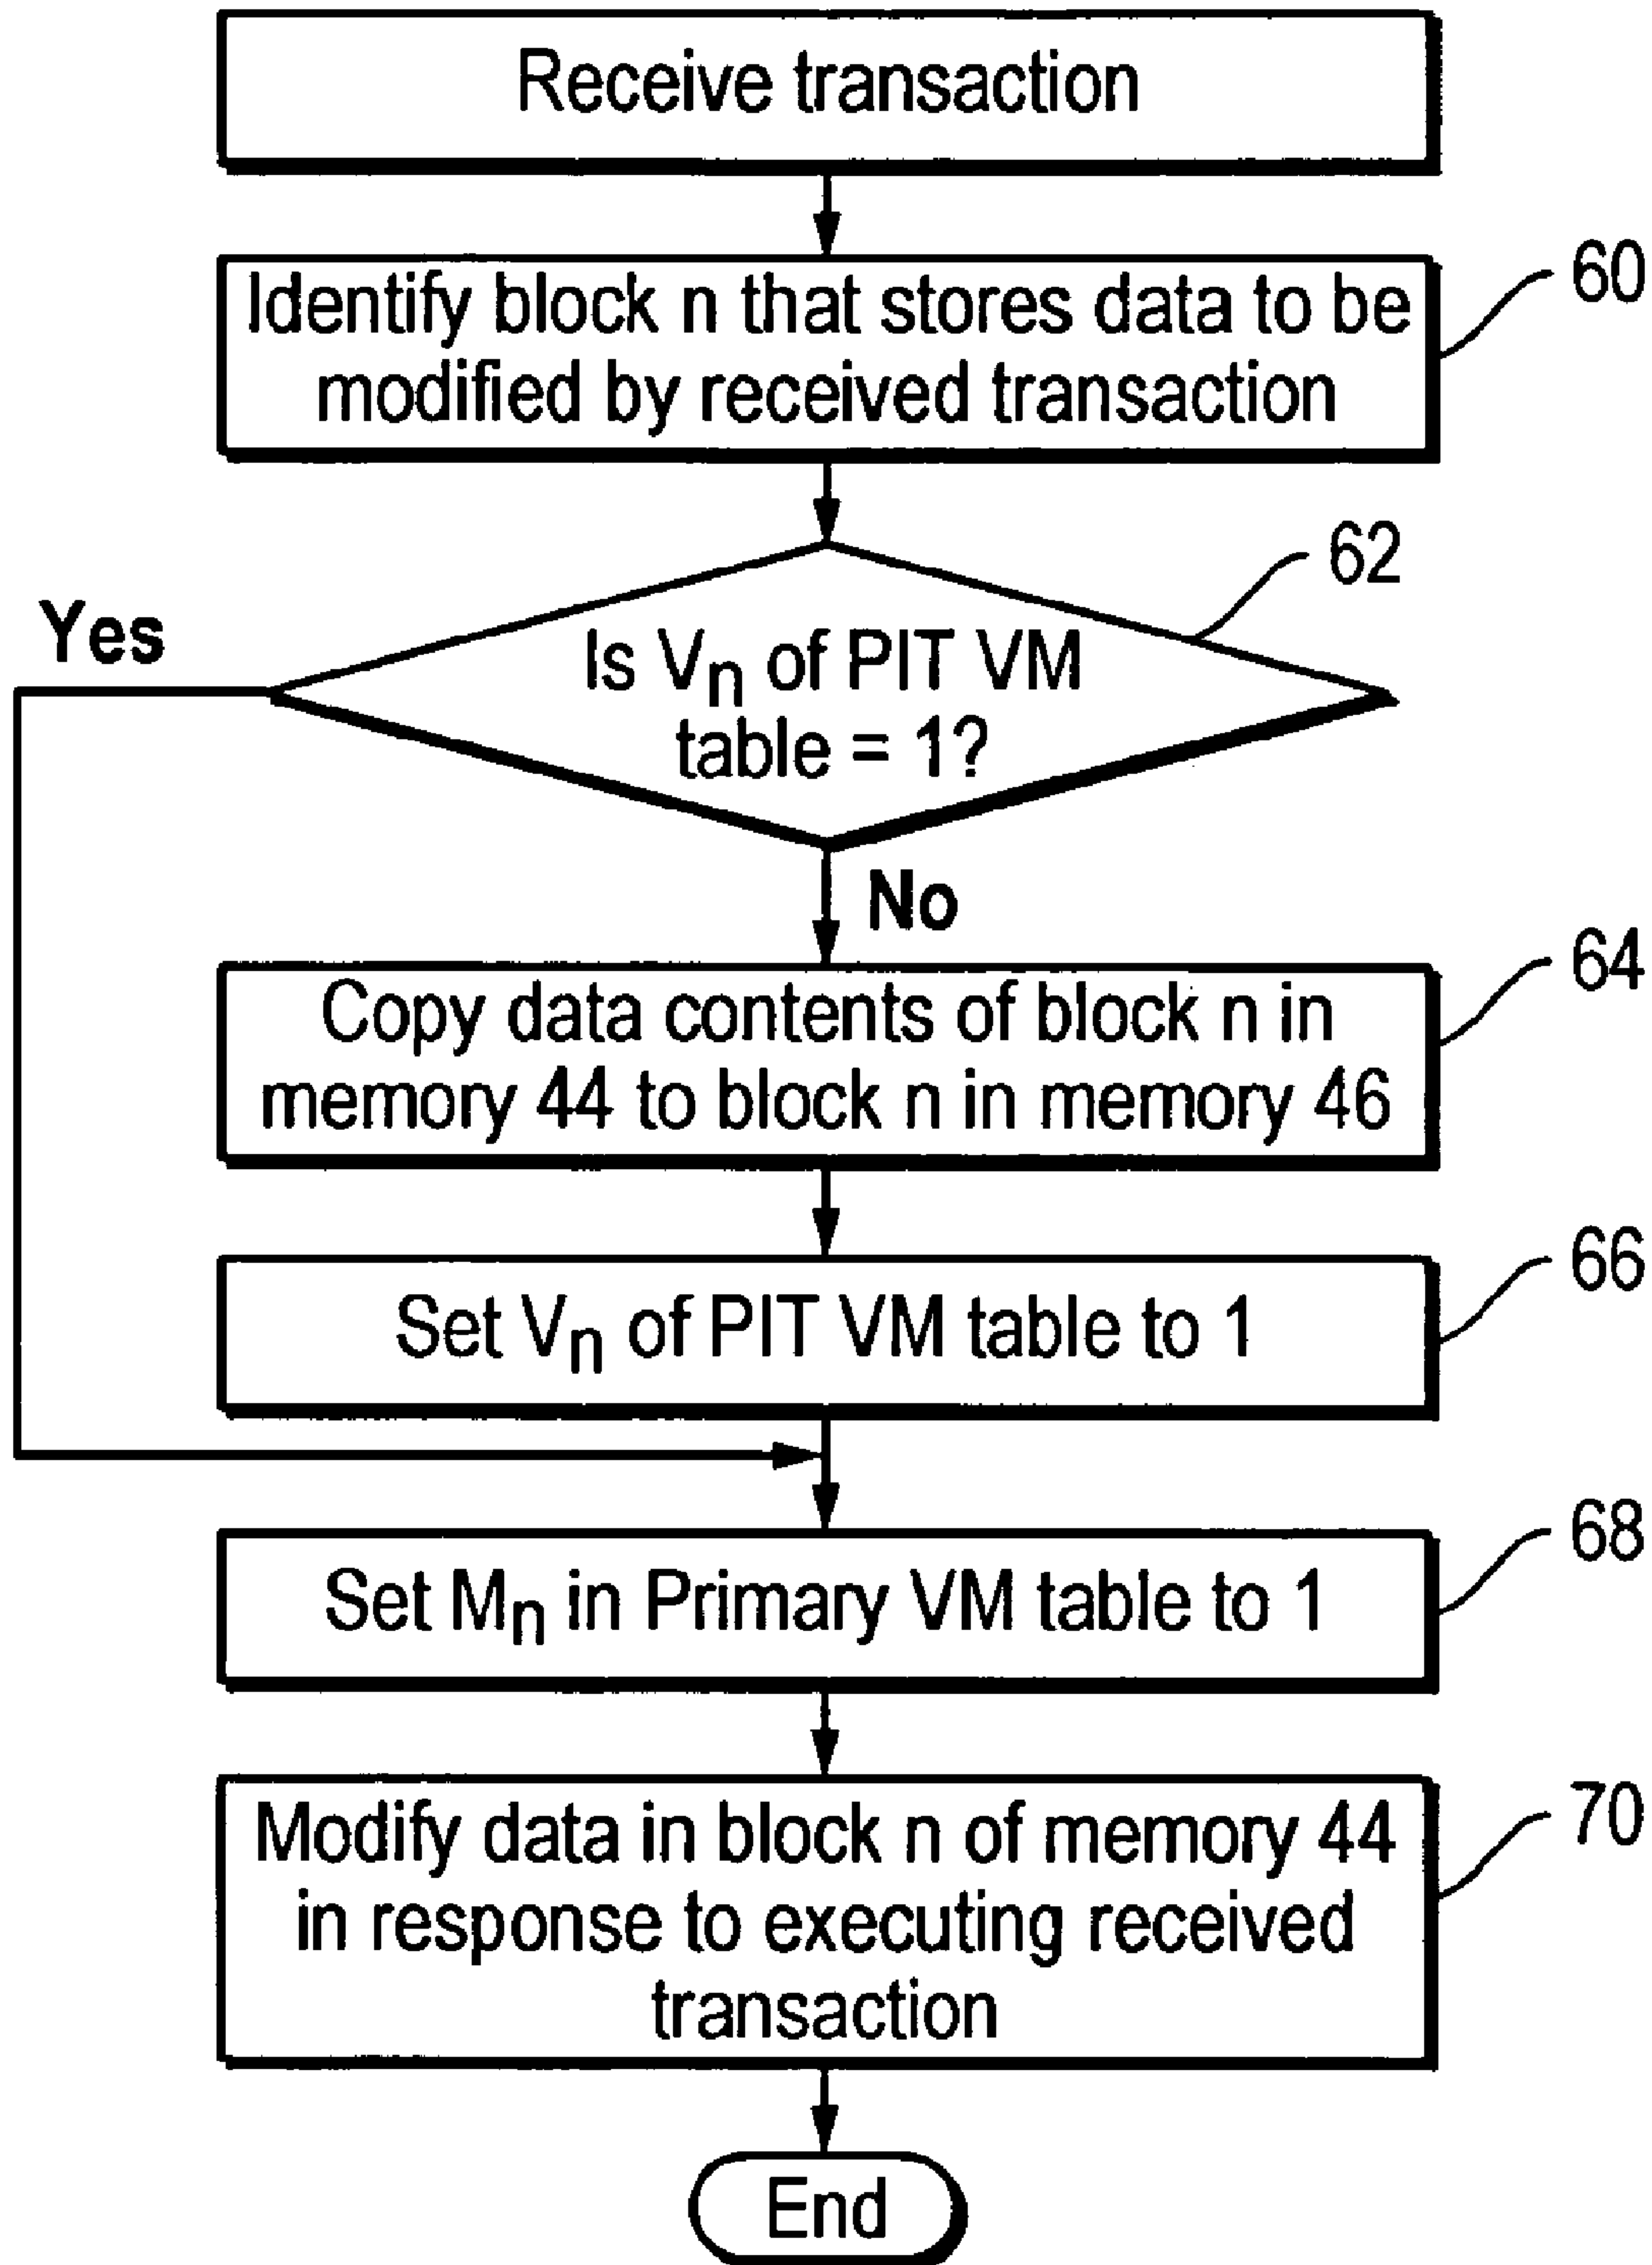 Receive transaction
60
Identify block n that stores data to be
modified by received transaction
62
Yes
Is Vn of PIT VM
table = 1?
No
64
Copy data contents of block n in
memory 44 to block n in memory 46
66
Set Vn of PIT VM table to 1
68
Set Mn in Primary VM table to 1
70
Modify data in block n of memory 44
in response to executing received
transaction
End